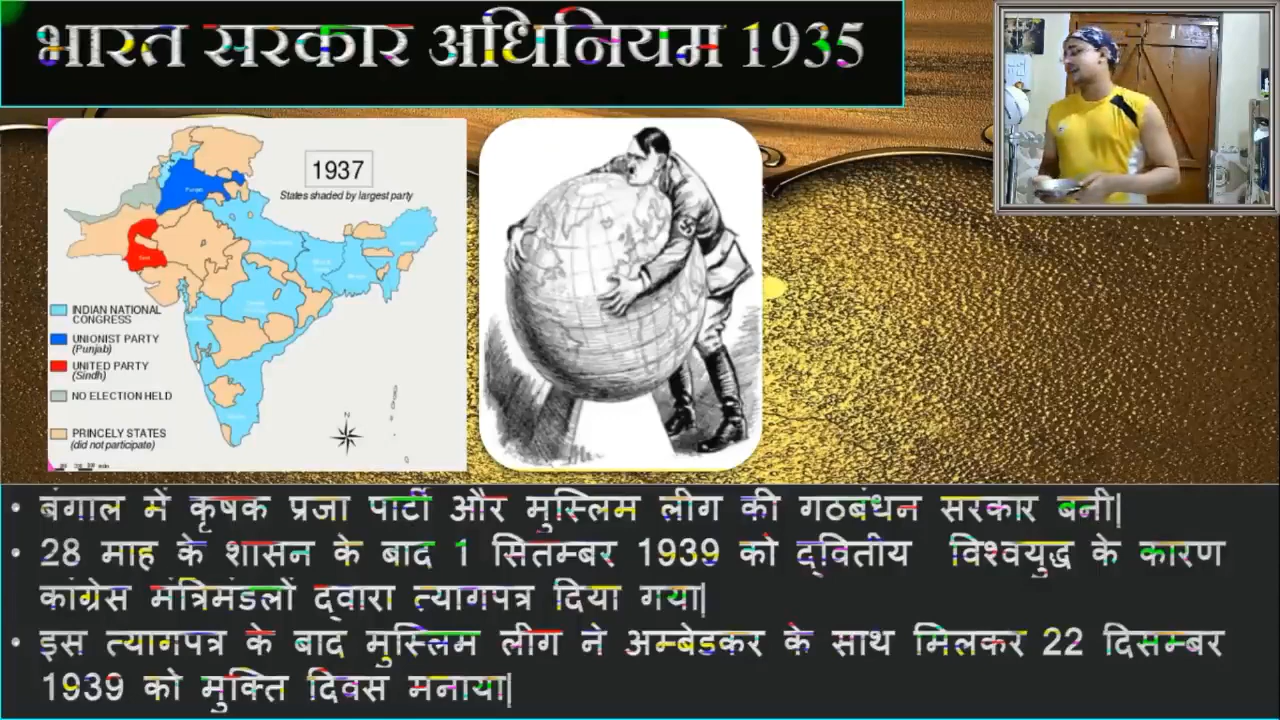 भारत सरकार अधिनियम 1935
1937
States shaded by largest party
Punjab
Sind
INDIAN NATIONAL
CONGRESS
UNIONIST PARTY
(Punjab)
UNITED PARTY
(Sindh)
NO ELECTION HELD
PRINCELY STATES
(did not participate)
N
• बंगाल में कृषक प्रजा पार्टी और मुस्लिम लीग की गठबंधन सरकार बनी|
• 28 माह के शासन के बाद 1 सितम्बर 1939 को द्वितीय विश्वयुद्ध के कारण
कांग्रेस मंत्रिमंडलों द्वारा त्यागपत्र दिया गया|
• इस त्यागपत्र के बाद मुस्लिम लीग ने अम्बेडकर के साथ मिलकर 22 दिसम्बर
1939 को मुक्ति दिवस मनाया|